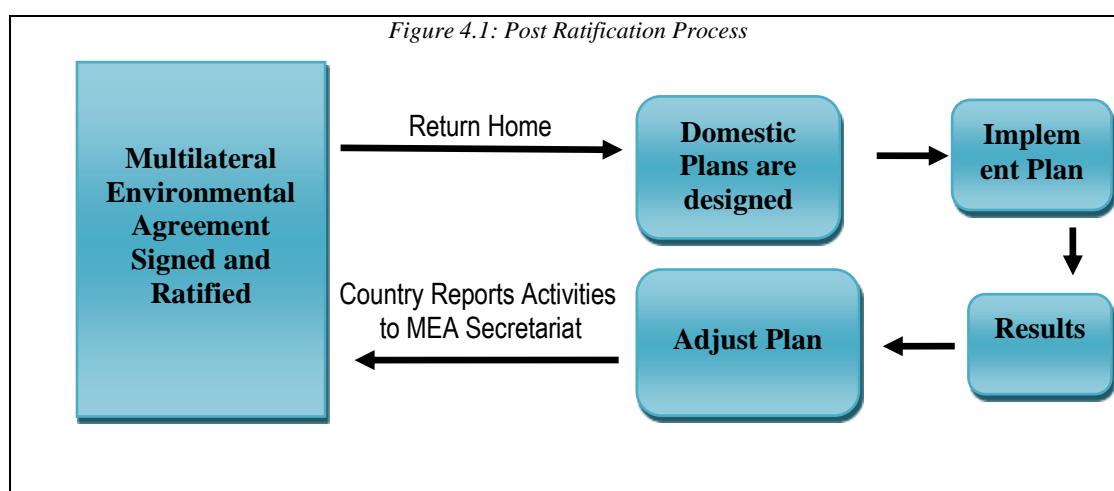 Figure 4.1: Post Ratification Process
Multilateral
Environmental
Agreement
Signed and
Ratified
Return Home
Domestic
Plans are
designed
Implem
ent Plan
Results
Adjust Plan
Country Reports Activities
to MEA Secretariat